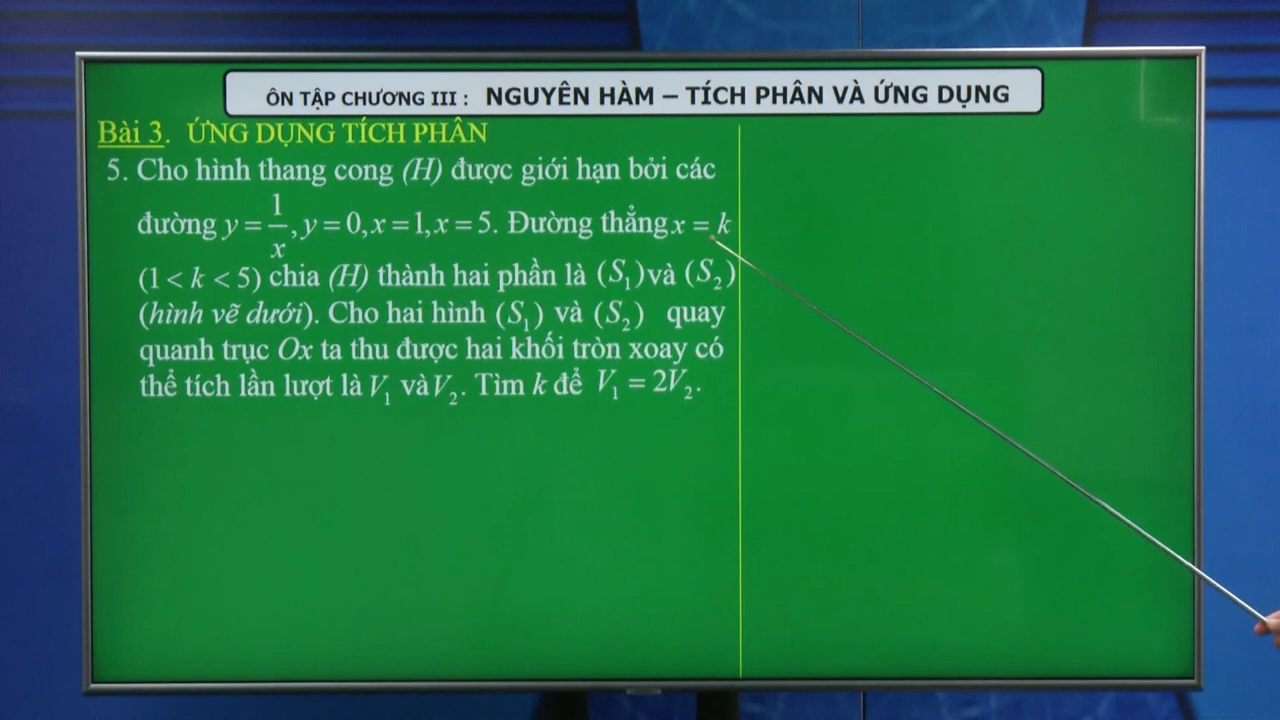 ÔN TẬP CHƯƠNG III : NGUYÊN HÀM – TÍCH PHÂN VÀ ỨNG DỤNG
Bài 3. ỨNG DỤNG TÍCH PHÂN
5. Cho hình thang cong (H) được giới hạn bởi các
đường y = 1/x, y = 0, x = 1, x = 5. Đường thẳng x = k
(1 < k < 5) chia (H) thành hai phần là (S₁) và (S₂)
(hình vẽ dưới). Cho hai hình (S₁) và (S₂) quay
quanh trục Ox ta thu được hai khối tròn xoay có
thể tích lần lượt là V₁ và V₂. Tìm k để V₁ = 2V₂.